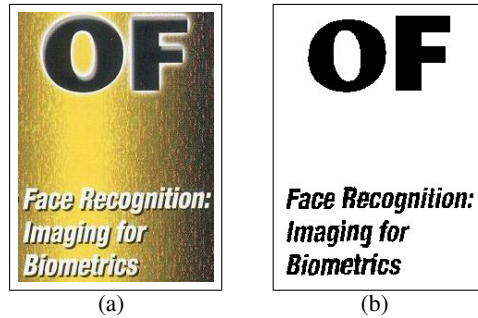 OF
OF
Face Recognition:
Imaging for
Biometrics
Face Recognition:
Imaging for
Biometrics
(a)
(b)